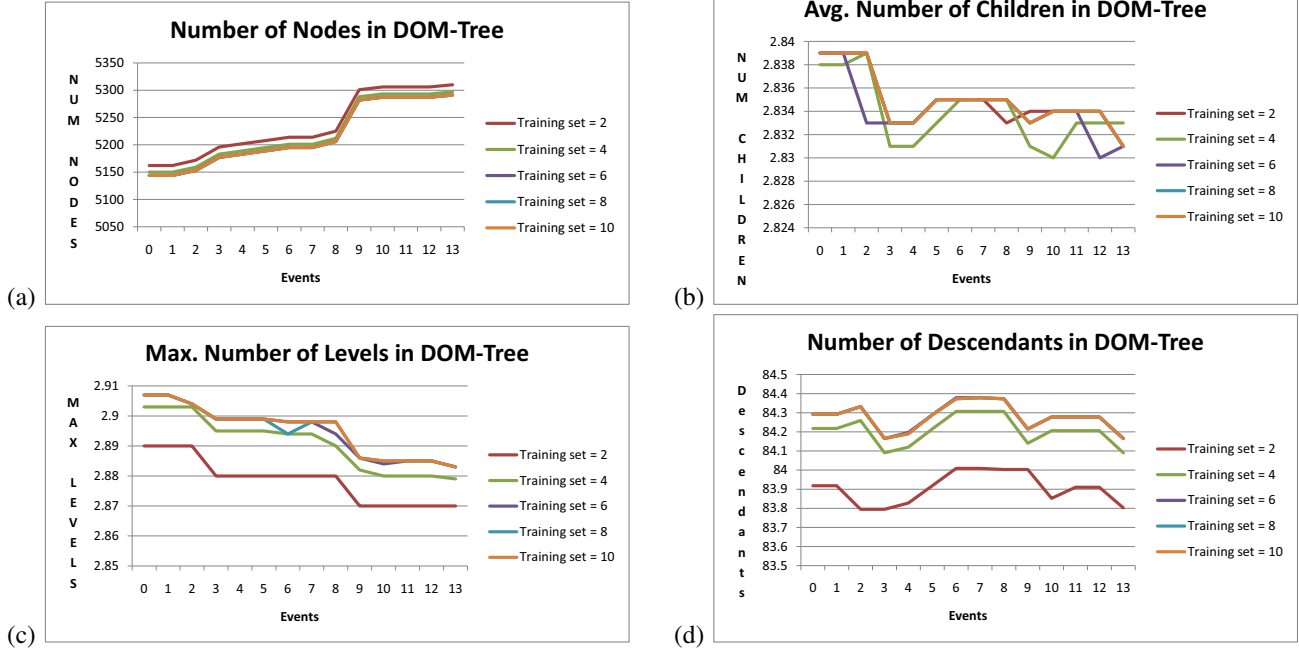 (a)
Number of Nodes in DOM-Tree
NUM NODES
5350
5300
5250
5200
5150
5100
5050
0 1 2 3 4 5 6 7 8 9 10 11 12 13
Events
Training set = 2
Training set = 4
Training set = 6
Training set = 8
Training set = 10
(b)
Avg. Number of Children in DOM-Tree
NUM CHILDREN
2.84
2.838
2.836
2.834
2.832
2.83
2.828
2.826
2.824
0 1 2 3 4 5 6 7 8 9 10 11 12 13
Events
Training set = 2
Training set = 4
Training set = 6
Training set = 8
Training set = 10
(c)
Max. Number of Levels in DOM-Tree
MAX LEVELS
2.91
2.9
2.89
2.88
2.87
2.86
2.85
0 1 2 3 4 5 6 7 8 9 10 11 12 13
Events
Training set = 2
Training set = 4
Training set = 6
Training set = 8
Training set = 10
(d)
Number of Descendants in DOM-Tree
Descendants
84.5
84.4
84.3
84.2
84.1
84
83.9
83.8
83.7
83.6
83.5
0 1 2 3 4 5 6 7 8 9 10 11 12 13
Events
Training set = 2
Training set = 4
Training set = 6
Training set = 8
Training set = 10